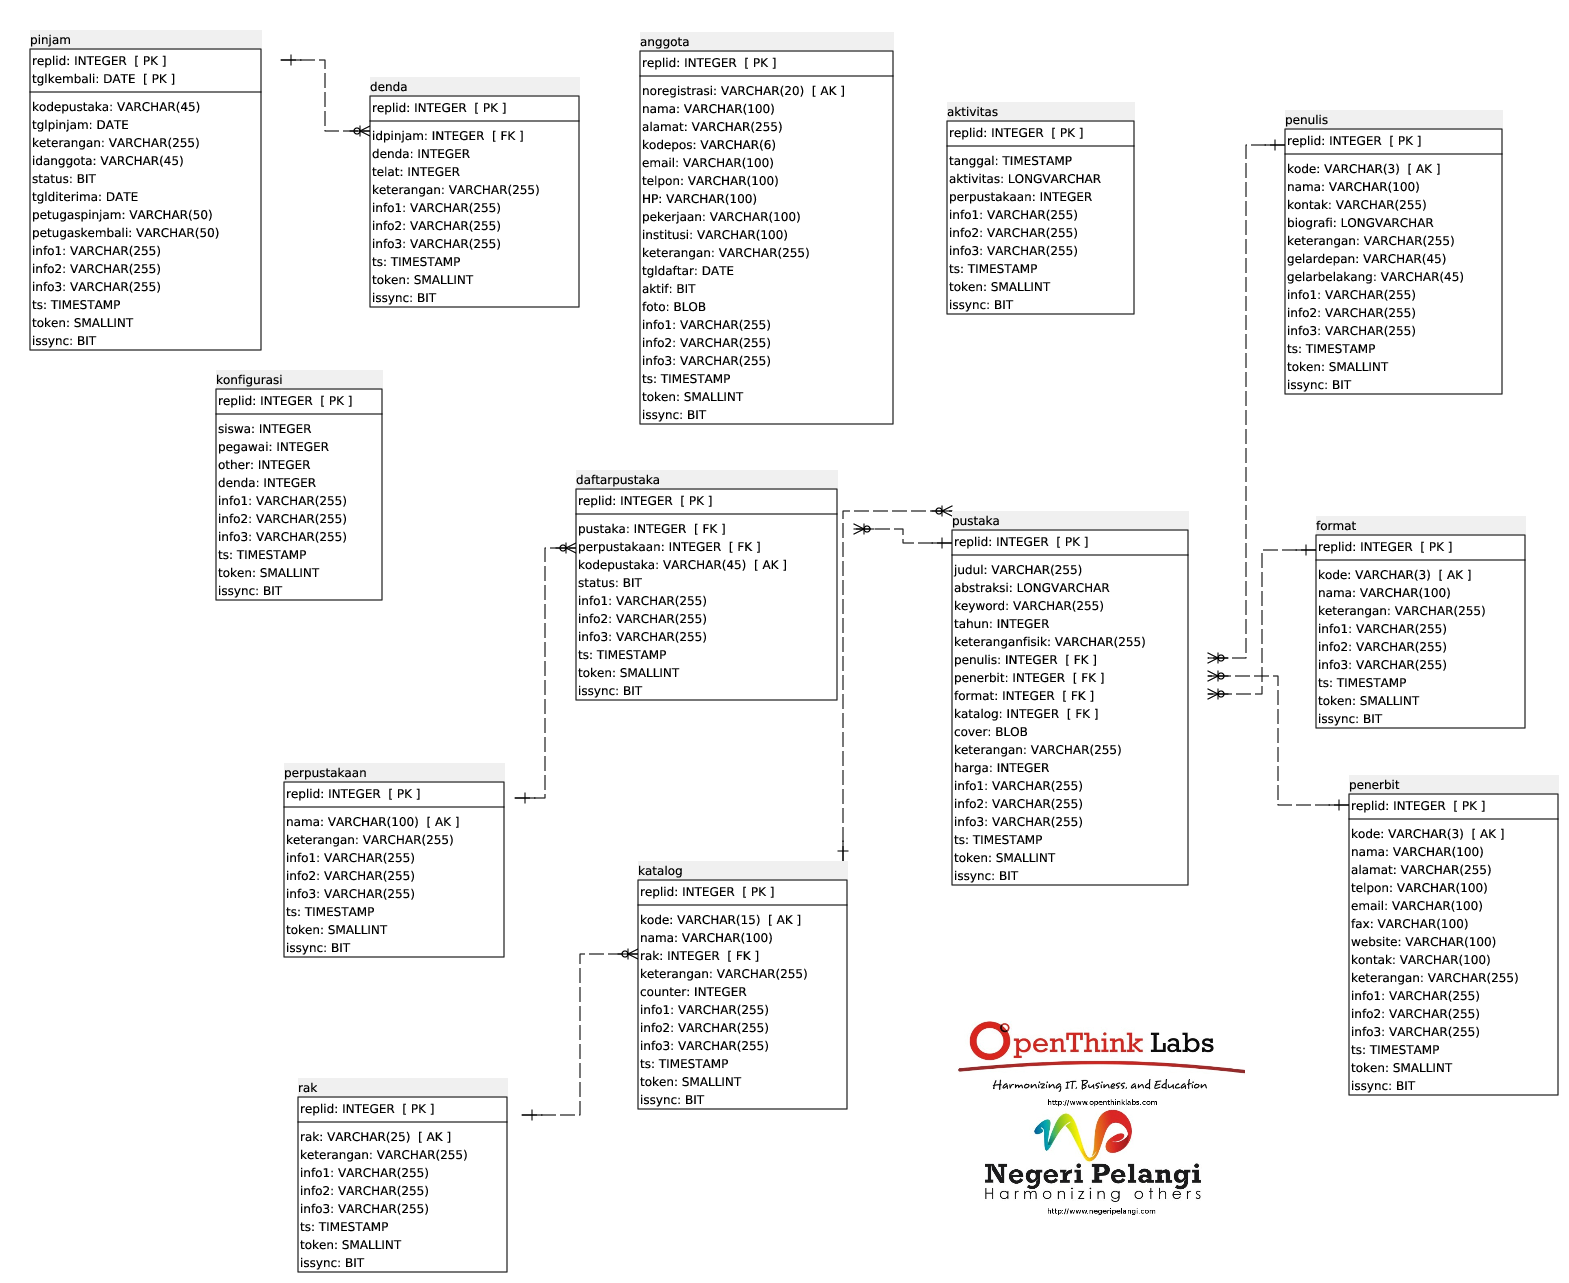 pinjam
replid: INTEGER  [ PK ]
tglkembali: DATE  [ PK ]
kodepustaka: VARCHAR(45)
tglpinjam: DATE
keterangan: VARCHAR(255)
idanggota: VARCHAR(45)
status: BIT
tglditerima: DATE
petugaspinjam: VARCHAR(50)
petugaskembali: VARCHAR(50)
info1: VARCHAR(255)
info2: VARCHAR(255)
info3: VARCHAR(255)
ts: TIMESTAMP
token: SMALLINT
issync: BIT
denda
replid: INTEGER  [ PK ]
idpinjam: INTEGER [ FK ]
denda: INTEGER
telat: INTEGER
keterangan: VARCHAR(255)
info1: VARCHAR(255)
info2: VARCHAR(255)
info3: VARCHAR(255)
ts: TIMESTAMP
token: SMALLINT
issync: BIT
anggota
replid: INTEGER  [ PK ]
noregistrasi: VARCHAR(20)  [ AK ]
nama: VARCHAR(100)
alamat: VARCHAR(255)
kodepos: VARCHAR(6)
email: VARCHAR(100)
telpon: VARCHAR(100)
HP: VARCHAR(100)
pekerjaan: VARCHAR(100)
institusi: VARCHAR(100)
keterangan: VARCHAR(255)
tgldaftar: DATE
aktif: BIT
foto: BLOB
info1: VARCHAR(255)
info2: VARCHAR(255)
info3: VARCHAR(255)
ts: TIMESTAMP
token: SMALLINT
issync: BIT
aktivitas
replid: INTEGER  [ PK ]
tanggal: TIMESTAMP
aktivitas: LONGVARCHAR
perpustakaan: INTEGER
info1: VARCHAR(255)
info2: VARCHAR(255)
info3: VARCHAR(255)
ts: TIMESTAMP
token: SMALLINT
issync: BIT
penulis
replid: INTEGER  [ PK ]
kode: VARCHAR(3)  [ AK ]
nama: VARCHAR(100)
kontak: VARCHAR(255)
biografi: LONGVARCHAR
keterangan: VARCHAR(255)
gelardepan: VARCHAR(45)
gelarbelakang: VARCHAR(45)
info1: VARCHAR(255)
info2: VARCHAR(255)
info3: VARCHAR(255)
ts: TIMESTAMP
token: SMALLINT
issync: BIT
konfigurasi
replid: INTEGER  [ PK ]
siswa: INTEGER
pegawai: INTEGER
other: INTEGER
denda: INTEGER
info1: VARCHAR(255)
info2: VARCHAR(255)
info3: VARCHAR(255)
ts: TIMESTAMP
token: SMALLINT
issync: BIT
daftarpustaka
replid: INTEGER  [ PK ]
pustaka: INTEGER [ FK ]
perpustakaan: INTEGER [ FK ]
kodepustaka: VARCHAR(45)  [ AK ]
status: BIT
info1: VARCHAR(255)
info2: VARCHAR(255)
info3: VARCHAR(255)
ts: TIMESTAMP
token: SMALLINT
issync: BIT
pustaka
replid: INTEGER  [ PK ]
judul: VARCHAR(255)
abstraksi: LONGVARCHAR
keyword: VARCHAR(255)
tahun: INTEGER
keteranganfisik: VARCHAR(255)
penulis: INTEGER [ FK ]
penerbit: INTEGER [ FK ]
format: INTEGER [ FK ]
katalog: INTEGER [ FK ]
cover: BLOB
keterangan: VARCHAR(255)
harga: INTEGER
info1: VARCHAR(255)
info2: VARCHAR(255)
info3: VARCHAR(255)
ts: TIMESTAMP
token: SMALLINT
issync: BIT
format
replid: INTEGER  [ PK ]
kode: VARCHAR(3)  [ AK ]
nama: VARCHAR(100)
keterangan: VARCHAR(255)
info1: VARCHAR(255)
info2: VARCHAR(255)
info3: VARCHAR(255)
ts: TIMESTAMP
token: SMALLINT
issync: BIT
perpustakaan
replid: INTEGER  [ PK ]
nama: VARCHAR(100)  [ AK ]
keterangan: VARCHAR(255)
info1: VARCHAR(255)
info2: VARCHAR(255)
info3: VARCHAR(255)
ts: TIMESTAMP
token: SMALLINT
issync: BIT
katalog
replid: INTEGER  [ PK ]
kode: VARCHAR(15)  [ AK ]
nama: VARCHAR(100)
rak: INTEGER [ FK ]
keterangan: VARCHAR(255)
counter: INTEGER
info1: VARCHAR(255)
info2: VARCHAR(255)
info3: VARCHAR(255)
ts: TIMESTAMP
token: SMALLINT
issync: BIT
penerbit
replid: INTEGER  [ PK ]
kode: VARCHAR(3)  [ AK ]
nama: VARCHAR(100)
alamat: VARCHAR(255)
telpon: VARCHAR(100)
email: VARCHAR(100)
fax: VARCHAR(100)
website: VARCHAR(100)
kontak: VARCHAR(100)
keterangan: VARCHAR(255)
info1: VARCHAR(255)
info2: VARCHAR(255)
info3: VARCHAR(255)
ts: TIMESTAMP
token: SMALLINT
issync: BIT
rak
replid: INTEGER  [ PK ]
rak: VARCHAR(25)  [ AK ]
keterangan: VARCHAR(255)
info1: VARCHAR(255)
info2: VARCHAR(255)
info3: VARCHAR(255)
ts: TIMESTAMP
token: SMALLINT
issync: BIT
OpenThink Labs
Harmonizing IT, Business, and Education
http://www.openthinklabs.com
Negeri Pelangi
Harmonizing others
http://www.negeripelangi.com